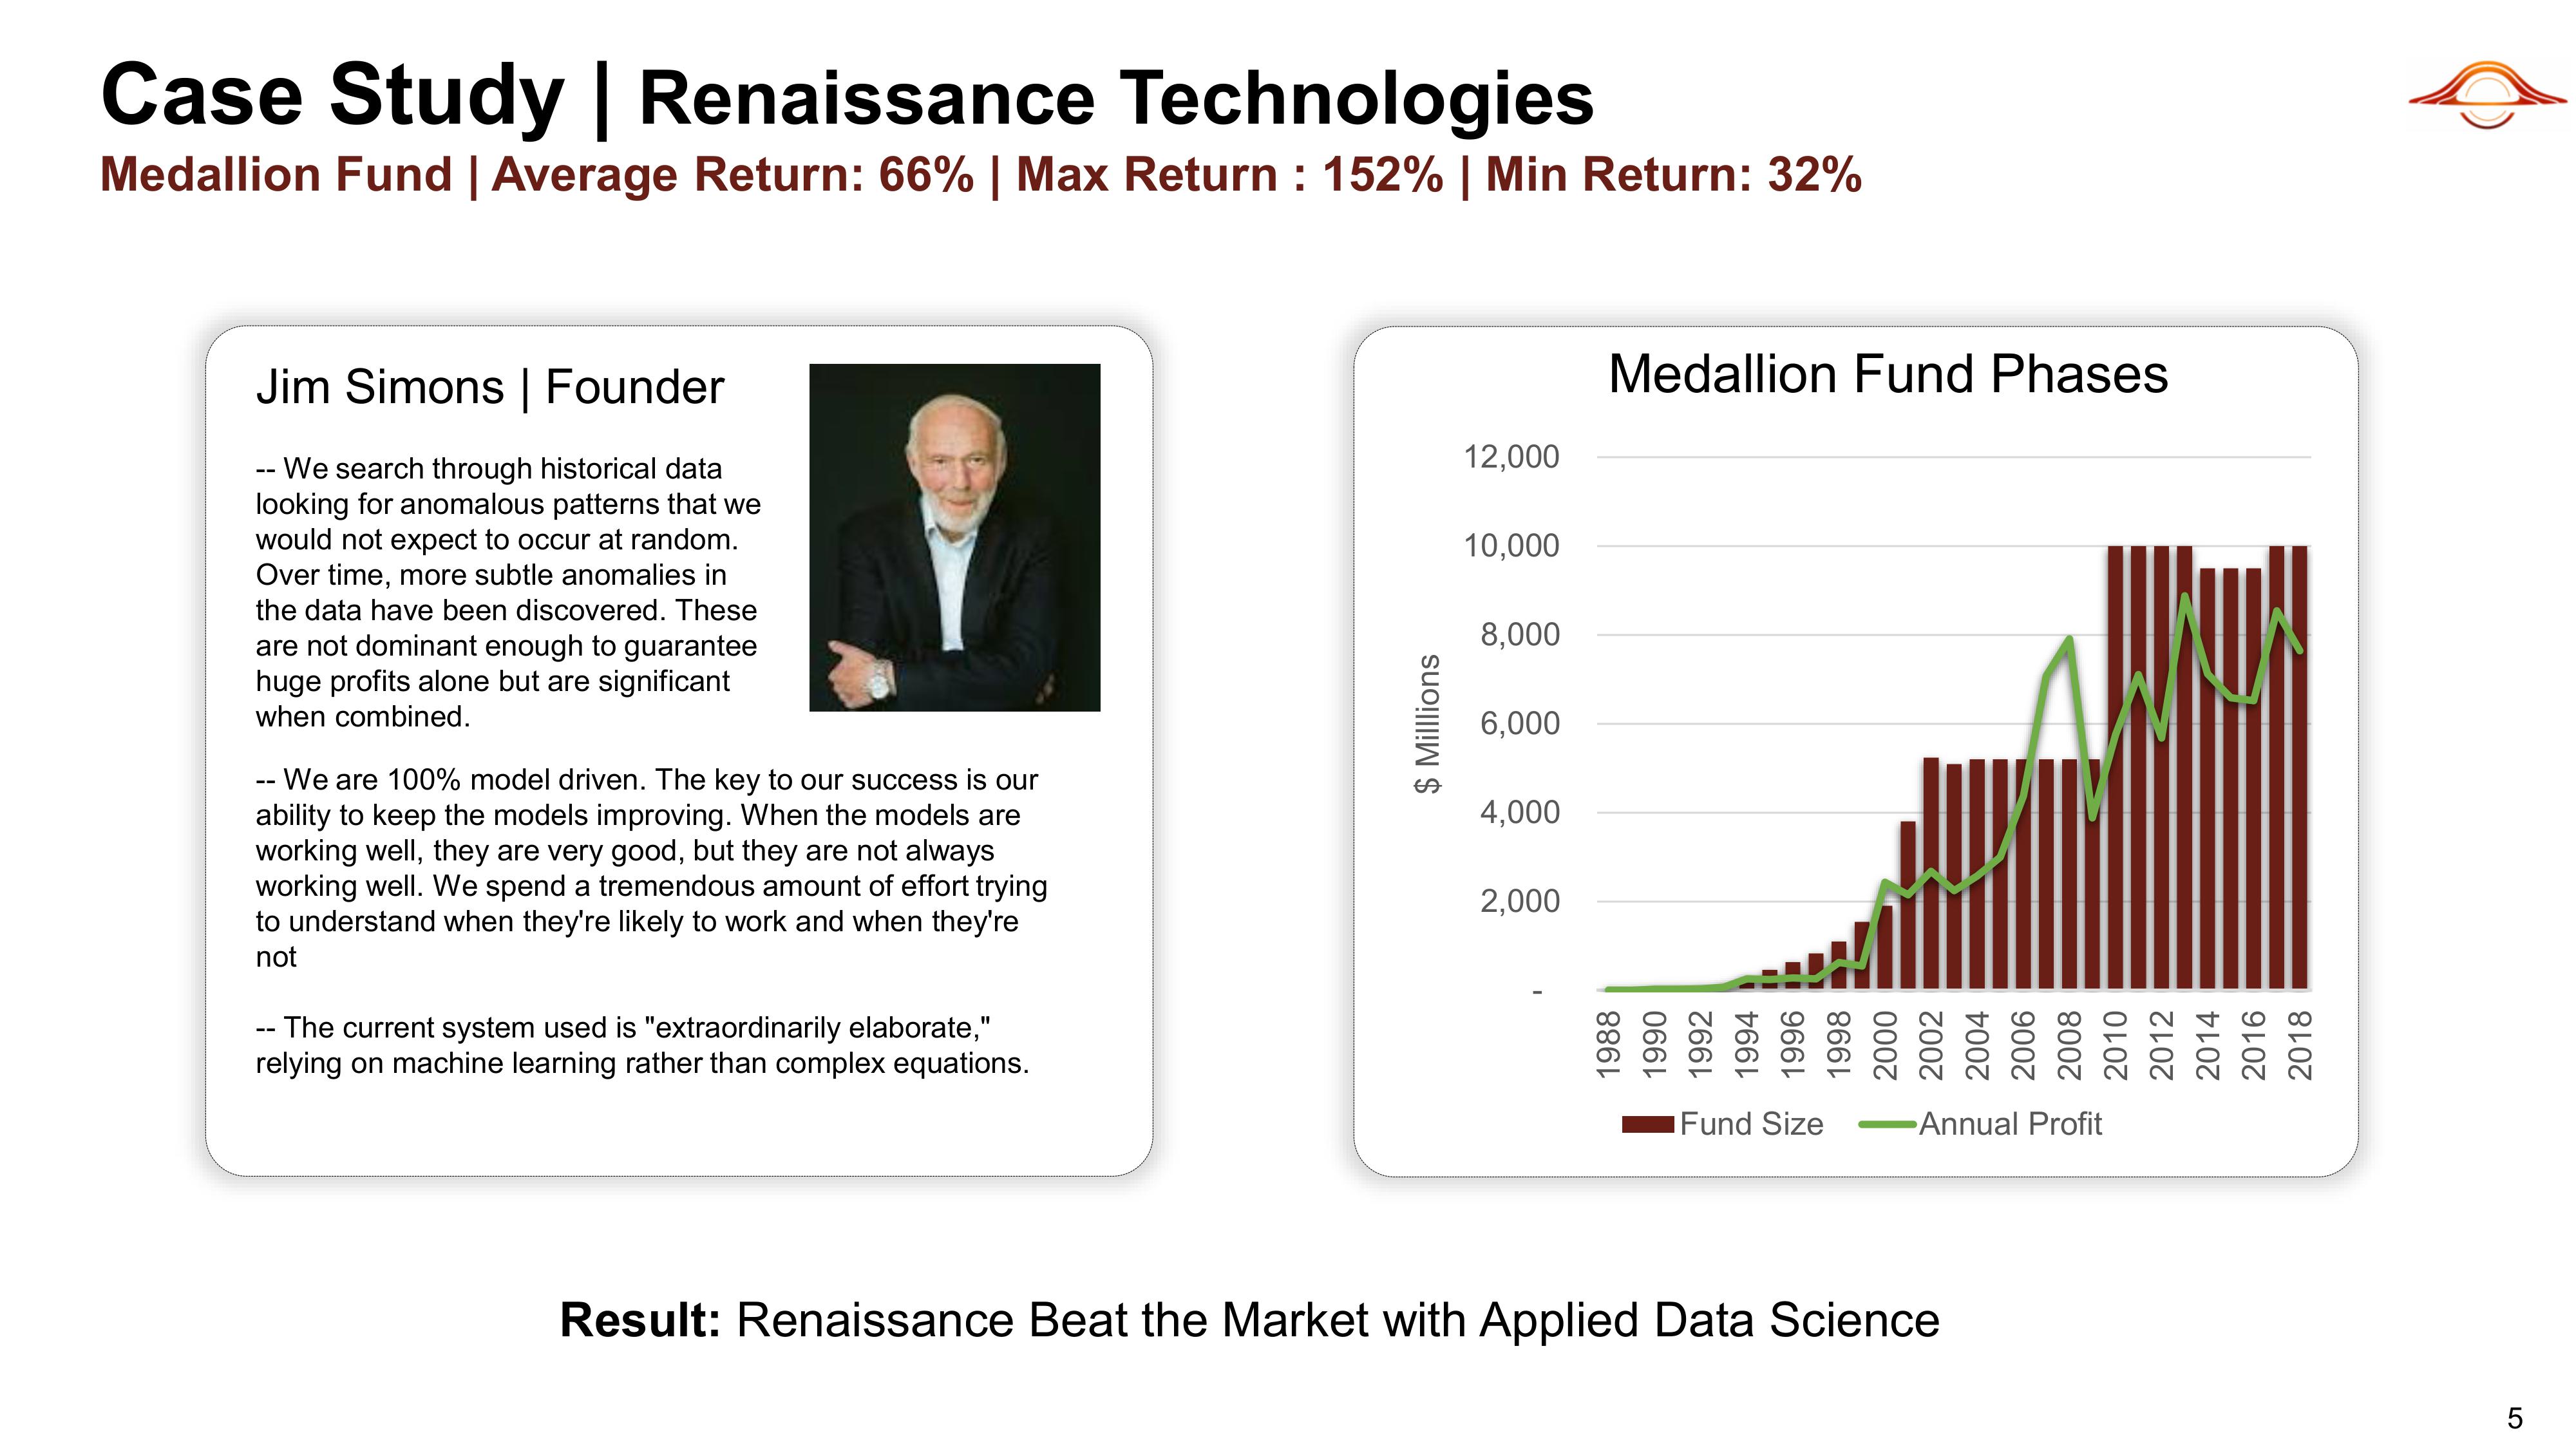 Case Study | Renaissance Technologies
Medallion Fund | Average Return: 66% | Max Return : 152% | Min Return: 32%
Jim Simons | Founder
-- We search through historical data
looking for anomalous patterns that we
would not expect to occur at random.
Over time, more subtle anomalies in
the data have been discovered. These
are not dominant enough to guarantee
huge profits alone but are significant
when combined.
-- We are 100% model driven. The key to our success is our
ability to keep the models improving. When the models are
working well, they are very good, but they are not always
working well. We spend a tremendous amount of effort trying
to understand when they're likely to work and when they're
not
-- The current system used is "extraordinarily elaborate,"
relying on machine learning rather than complex equations.
Medallion Fund Phases
$ Millions
12,000
10,000
8,000
6,000
4,000
2,000
-
1988 1990 1992 1994 1996 1998 2000 2002 2004 2006 2008 2010 2012 2014 2016 2018
Fund Size Annual Profit
Result: Renaissance Beat the Market with Applied Data Science
5